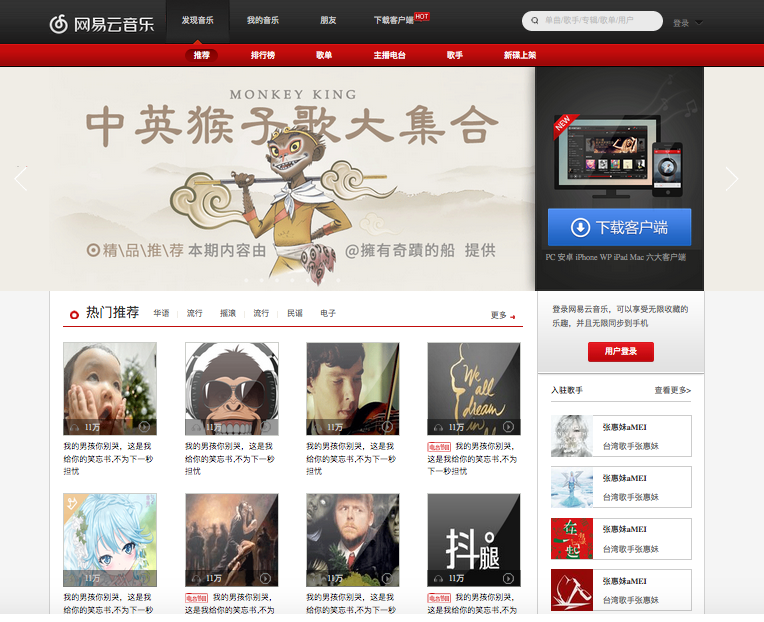 网易云音乐
发现音乐 我的音乐 朋友 下载客户端 HOT
单曲/歌手/专辑/歌单/用户
登录
推荐 排行榜 歌单 主播电台 歌手 新碟上架
MONKEY KING
中英猴子歌大集合
精\品\推\荐 本期内容由 @擁有奇蹟的船 提供
NEW
下载客户端
PC 安卓 iPhone WP iPad Mac 六大客户端
热门推荐 华语 流行 摇滚 流行 民谣 电子 更多
11万
我的男孩你别哭，这是我
给你的笑忘书,不为下一秒
担忧
11万
我的男孩你别哭，这是我
给你的笑忘书,不为下一秒
担忧
11万
我的男孩你别哭，这是我
给你的笑忘书,不为下一秒
担忧
We
all
dream
in
11万
电台节目 我的男孩你别哭，
这是我给你的笑忘书,不为
下一秒担忧
11万
我的男孩你别哭，这是我
给你的笑忘书,不为下一秒
11万
电台节目 我的男孩你别哭，
这是我给你的笑忘书,不为
11万
我的男孩你别哭，这是我
给你的笑忘书,不为下一秒
抖腿
11万
电台节目 我的男孩你别哭，
这是我给你的笑忘书,不为
登录网易云音乐，可以享受无限收藏的
乐趣，并且无限同步到手机
用户登录
入驻歌手 查看更多>
张惠妹aMEI
台湾歌手张惠妹
张惠妹aMEI
台湾歌手张惠妹
在一起
张惠妹aMEI
台湾歌手张惠妹
张惠妹aMEI
台湾歌手张惠妹